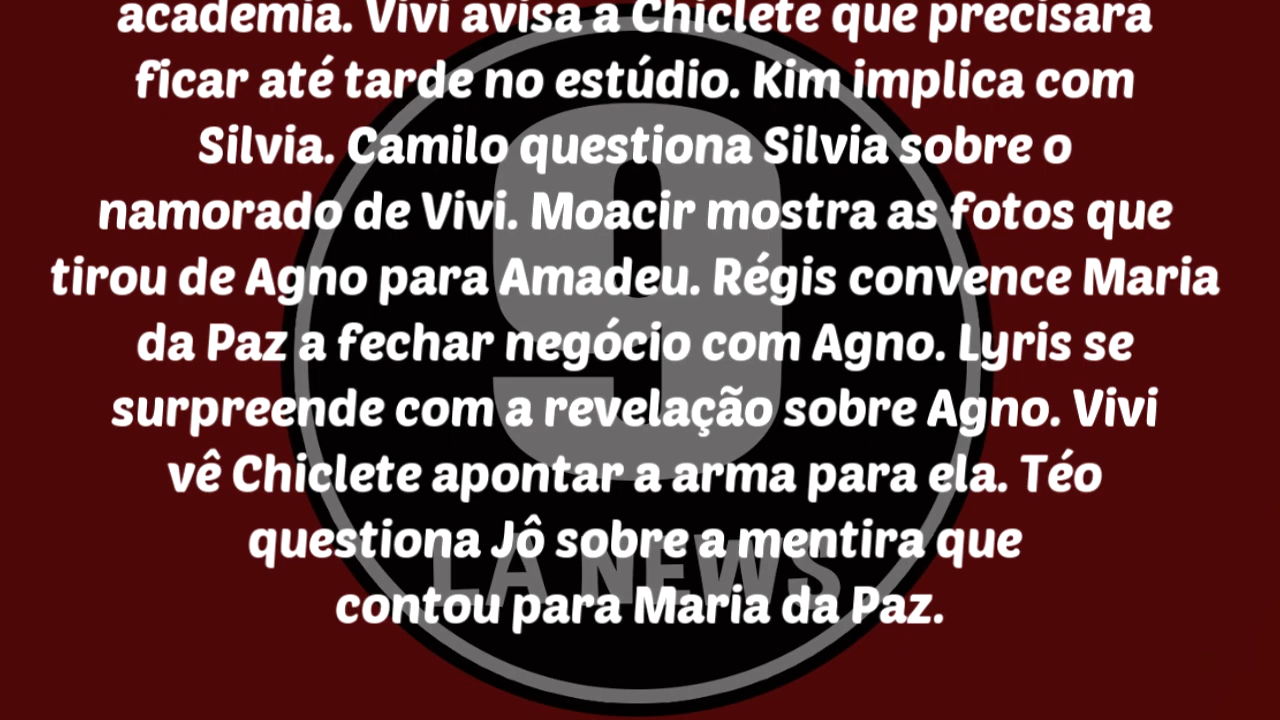 academia. Vivi avisa a Chiclete que precisará
ficar até tarde no estúdio. Kim implica com
Silvia. Camilo questiona Silvia sobre o
namorado de Vivi. Moacir mostra as fotos que
tirou de Agno para Amadeu. Régis convence Maria
da Paz a fechar negócio com Agno. Lyris se
surpreende com a revelação sobre Agno. Vivi
vê Chiclete apontar a arma para ela. Téo
questiona Jô sobre a mentira que
contou para Maria da Paz.
9
LA NEWS